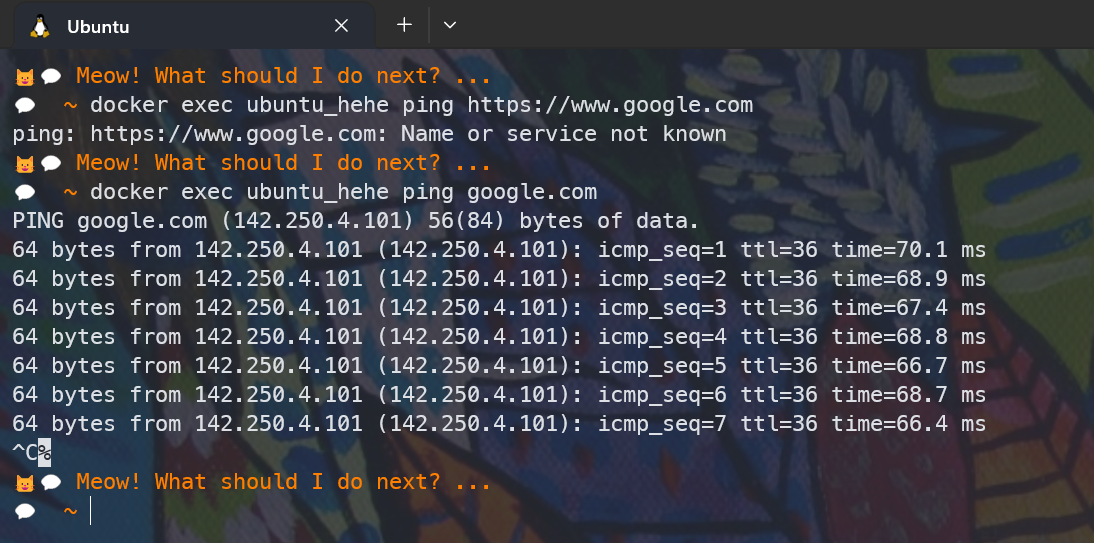 Ubuntu
Meow! What should I do next? ...
~ docker exec ubuntu_hehe ping https://www.google.com
ping: https://www.google.com: Name or service not known
Meow! What should I do next? ...
~ docker exec ubuntu_hehe ping google.com
PING google.com (142.250.4.101) 56(84) bytes of data.
64 bytes from 142.250.4.101 (142.250.4.101): icmp_seq=1 ttl=36 time=70.1 ms
64 bytes from 142.250.4.101 (142.250.4.101): icmp_seq=2 ttl=36 time=68.9 ms
64 bytes from 142.250.4.101 (142.250.4.101): icmp_seq=3 ttl=36 time=67.4 ms
64 bytes from 142.250.4.101 (142.250.4.101): icmp_seq=4 ttl=36 time=68.8 ms
64 bytes from 142.250.4.101 (142.250.4.101): icmp_seq=5 ttl=36 time=66.7 ms
64 bytes from 142.250.4.101 (142.250.4.101): icmp_seq=6 ttl=36 time=68.7 ms
64 bytes from 142.250.4.101 (142.250.4.101): icmp_seq=7 ttl=36 time=66.4 ms
^C%
Meow! What should I do next? ...
~